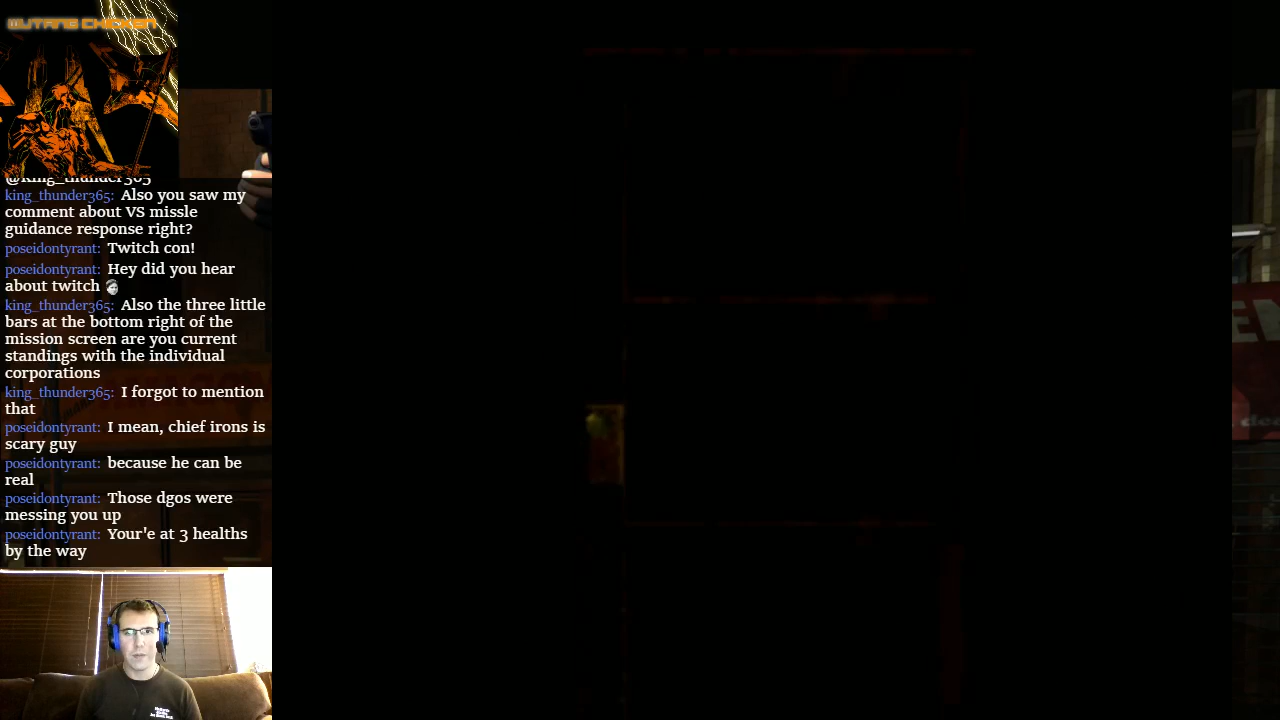 WUTANG CHICKEN
@king_thunder365
king_thunder365: Also you saw my
comment about VS missle
guidance response right?
poseidontyrant: Twitch con!
poseidontyrant: Hey did you hear
about twitch
king_thunder365: Also the three little
bars at the bottom right of the
mission screen are you current
standings with the individual
corporations
king_thunder365: I forgot to mention
that
poseidontyrant: I mean, chief irons is
scary guy
poseidontyrant: because he can be
real
poseidontyrant: Those dgos were
messing you up
poseidontyrant: Your'e at 3 healths
by the way